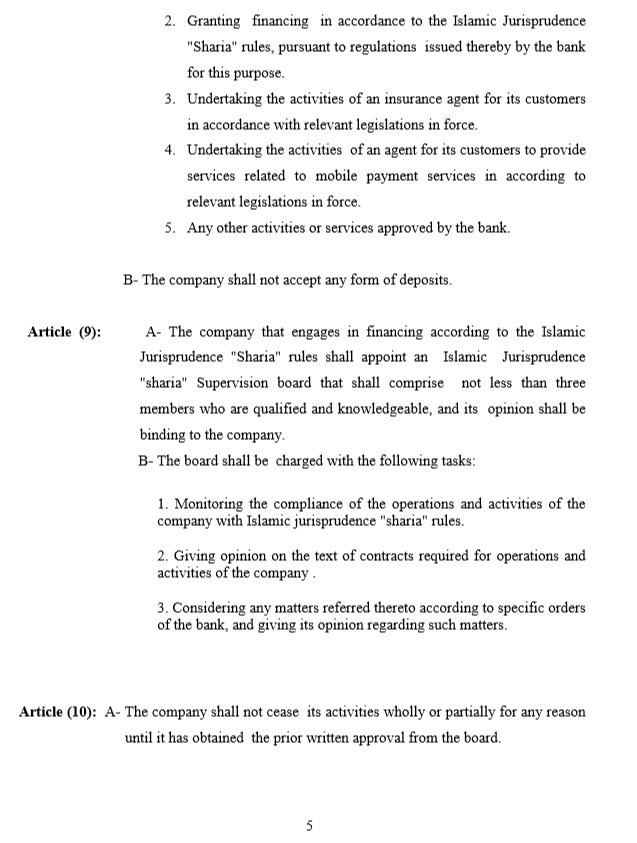 2. Granting financing in accordance to the Islamic Jurisprudence
"Sharia" rules, pursuant to regulations issued thereby by the bank
for this purpose.
3. Undertaking the activities of an insurance agent for its customers
in accordance with relevant legislations in force.
4. Undertaking the activities of an agent for its customers to provide
services related to mobile payment services in according to
relevant legislations in force.
5. Any other activities or services approved by the bank.
B- The company shall not accept any form of deposits.
Article (9): A- The company that engages in financing according to the Islamic
Jurisprudence "Sharia" rules shall appoint an Islamic Jurisprudence
"sharia" Supervision board that shall comprise not less than three
members who are qualified and knowledgeable, and its opinion shall be
binding to the company.
B- The board shall be charged with the following tasks:
1. Monitoring the compliance of the operations and activities of the
company with Islamic jurisprudence "sharia" rules.
2. Giving opinion on the text of contracts required for operations and
activities of the company .
3. Considering any matters referred thereto according to specific orders
of the bank, and giving its opinion regarding such matters.
Article (10): A- The company shall not cease its activities wholly or partially for any reason
until it has obtained the prior written approval from the board.
5